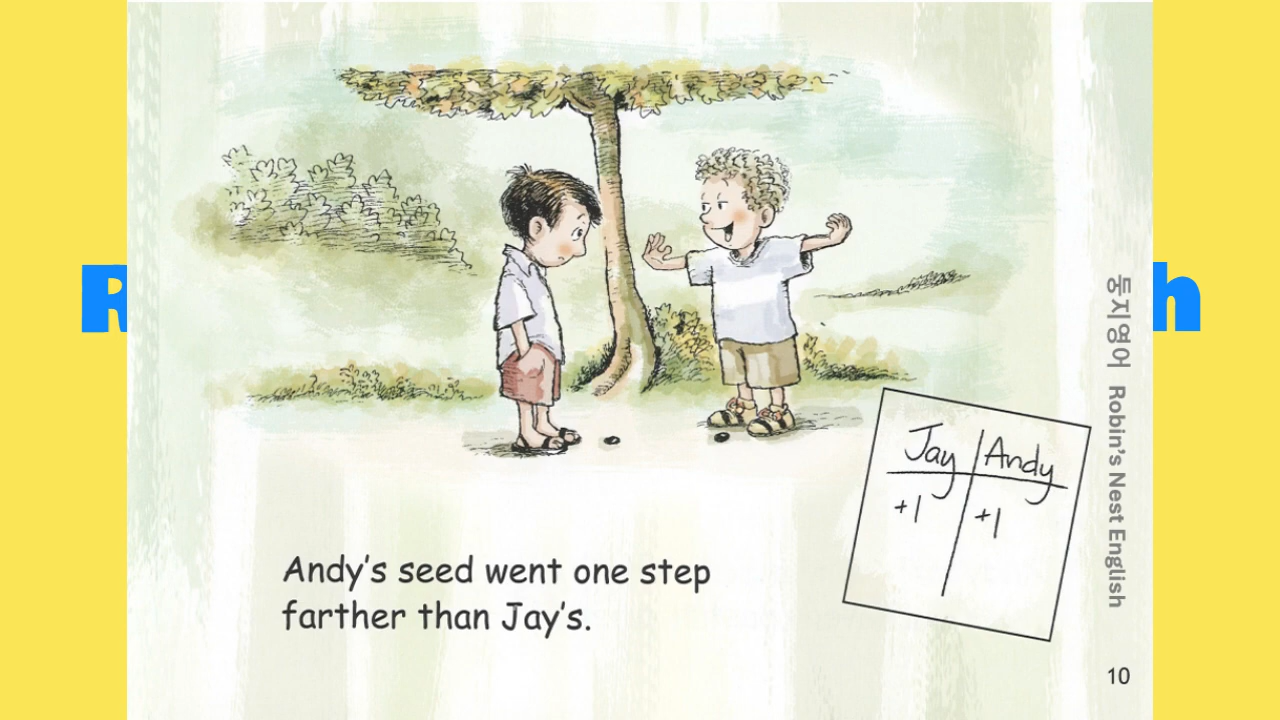 R
h
Jay Andy
+1 +1
둥지영어 Robin's Nest English
Andy's seed went one step
farther than Jay's.
10